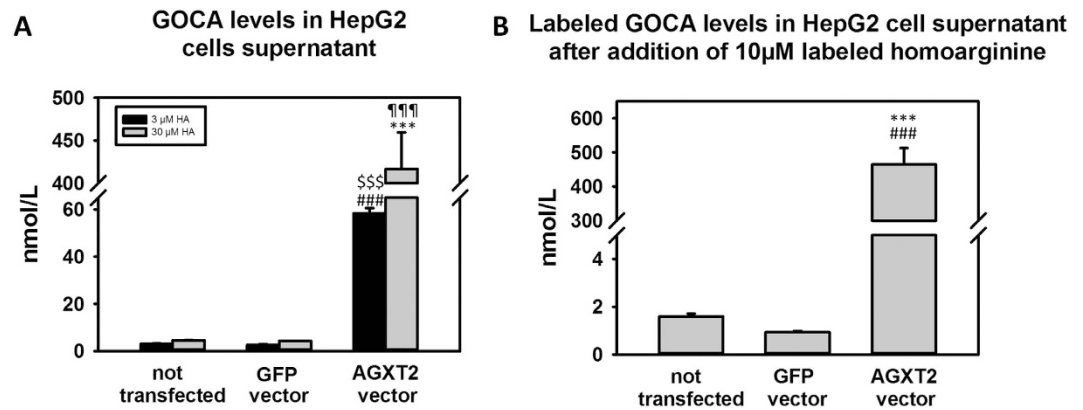 A
GOCA levels in HepG2
cells supernatant
500
450
400
60
40
20
0
nmol/L
3 µM HA
30 µM HA
¶¶¶
***
$$$
###
not
transfected
GFP
vector
AGXT2
vector
B
Labeled GOCA levels in HepG2 cell supernatant
after addition of 10µM labeled homoarginine
600
500
400
300
4
2
0
nmol/L
***
###
not
transfected
GFP
vector
AGXT2
vector